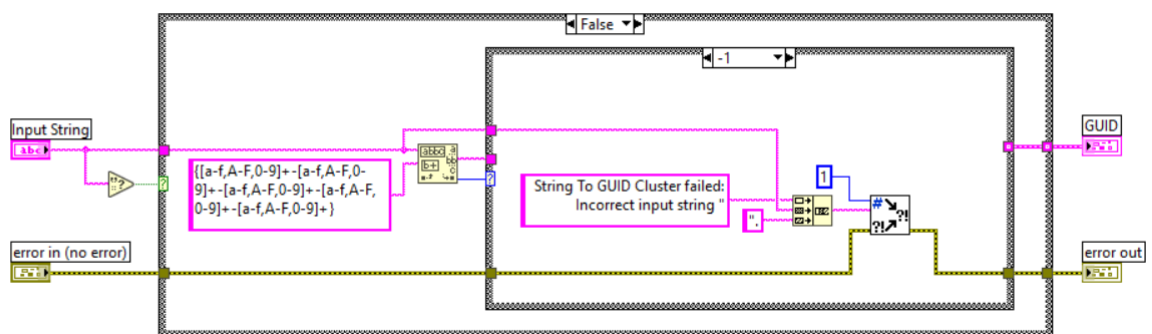 False
-1
Input String
abc
GUID
{[a-f,A-F,0-9]+-[a-f,A-F,0-
9]+-[a-f,A-F,0-9]+-[a-f,A-F,
0-9]+-[a-f,A-F,0-9]+}
String To GUID Cluster failed:
Incorrect input string "
".
1
error in (no error)
error out